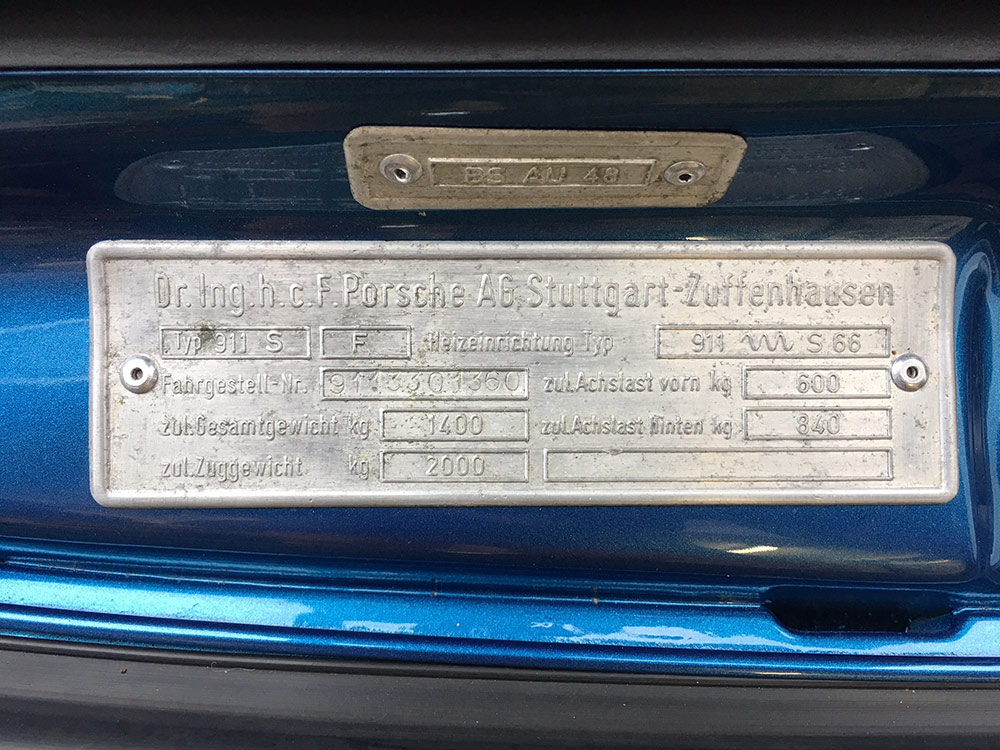 BS AU 48
Dr. Ing. h. c. F. Porsche AG, Stuttgart-Zuffenhausen
Typ 911 S F Heizeinrichtung Typ 911 S 66
Fahrgestell-Nr. 9113301360 zul. Achslast vorn kg 600
zul. Gesamtgewicht kg 1400 zul. Achslast hinten kg 840
zul. Zuggewicht kg 2000